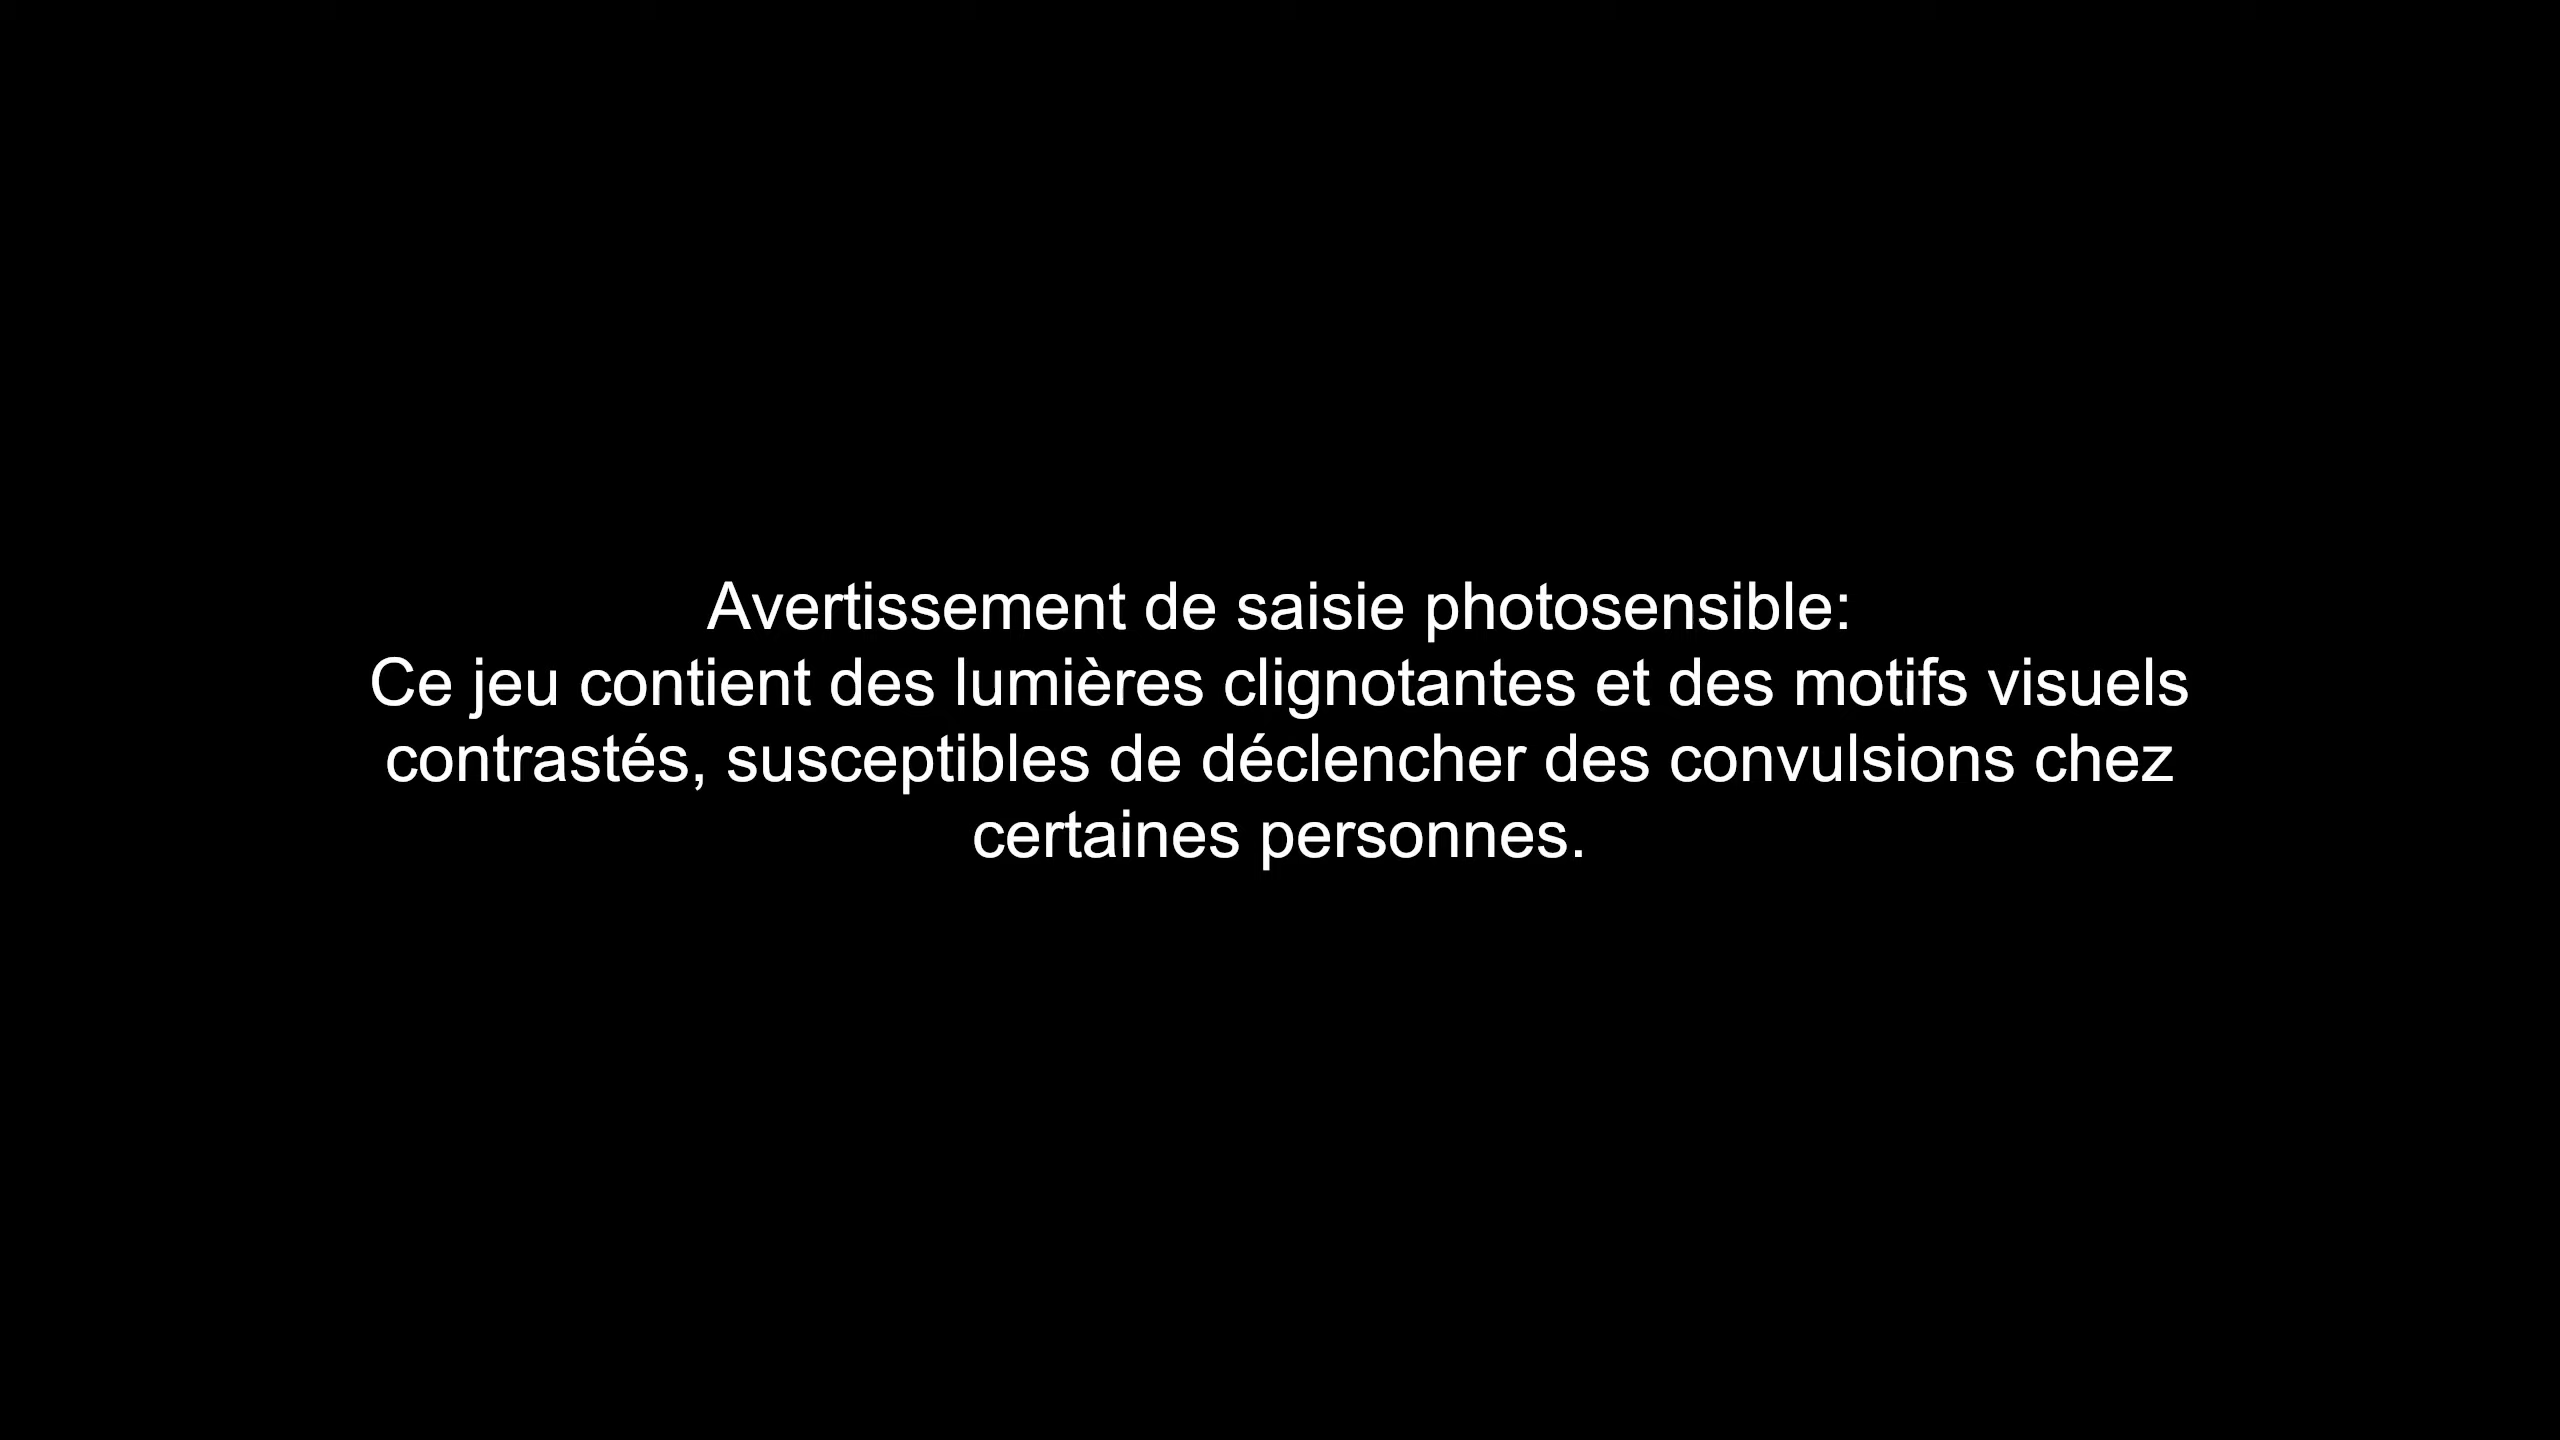 Avertissement de saisie photosensible:
Ce jeu contient des lumières clignotantes et des motifs visuels
contrastés, susceptibles de déclencher des convulsions chez
certaines personnes.